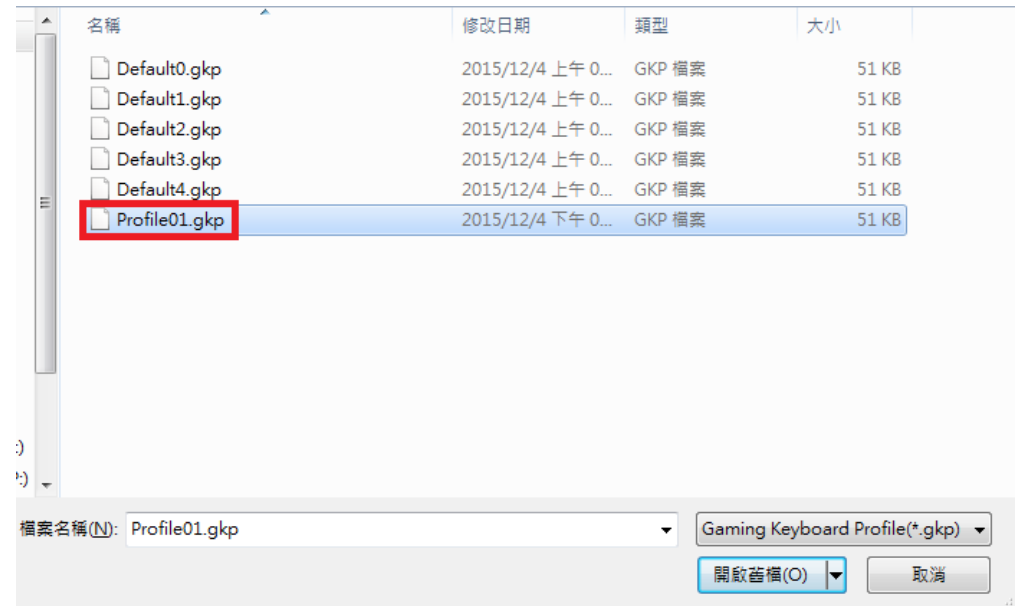 名稱 修改日期 類型 大小
Default0.gkp 2015/12/4 上午 0... GKP 檔案 51 KB
Default1.gkp 2015/12/4 上午 0... GKP 檔案 51 KB
Default2.gkp 2015/12/4 上午 0... GKP 檔案 51 KB
Default3.gkp 2015/12/4 上午 0... GKP 檔案 51 KB
Default4.gkp 2015/12/4 上午 0... GKP 檔案 51 KB
Profile01.gkp 2015/12/4 下午 0... GKP 檔案 51 KB
:)
:)
檔案名稱(N): Profile01.gkp Gaming Keyboard Profile(*.gkp)
開啟舊檔(O) 取消